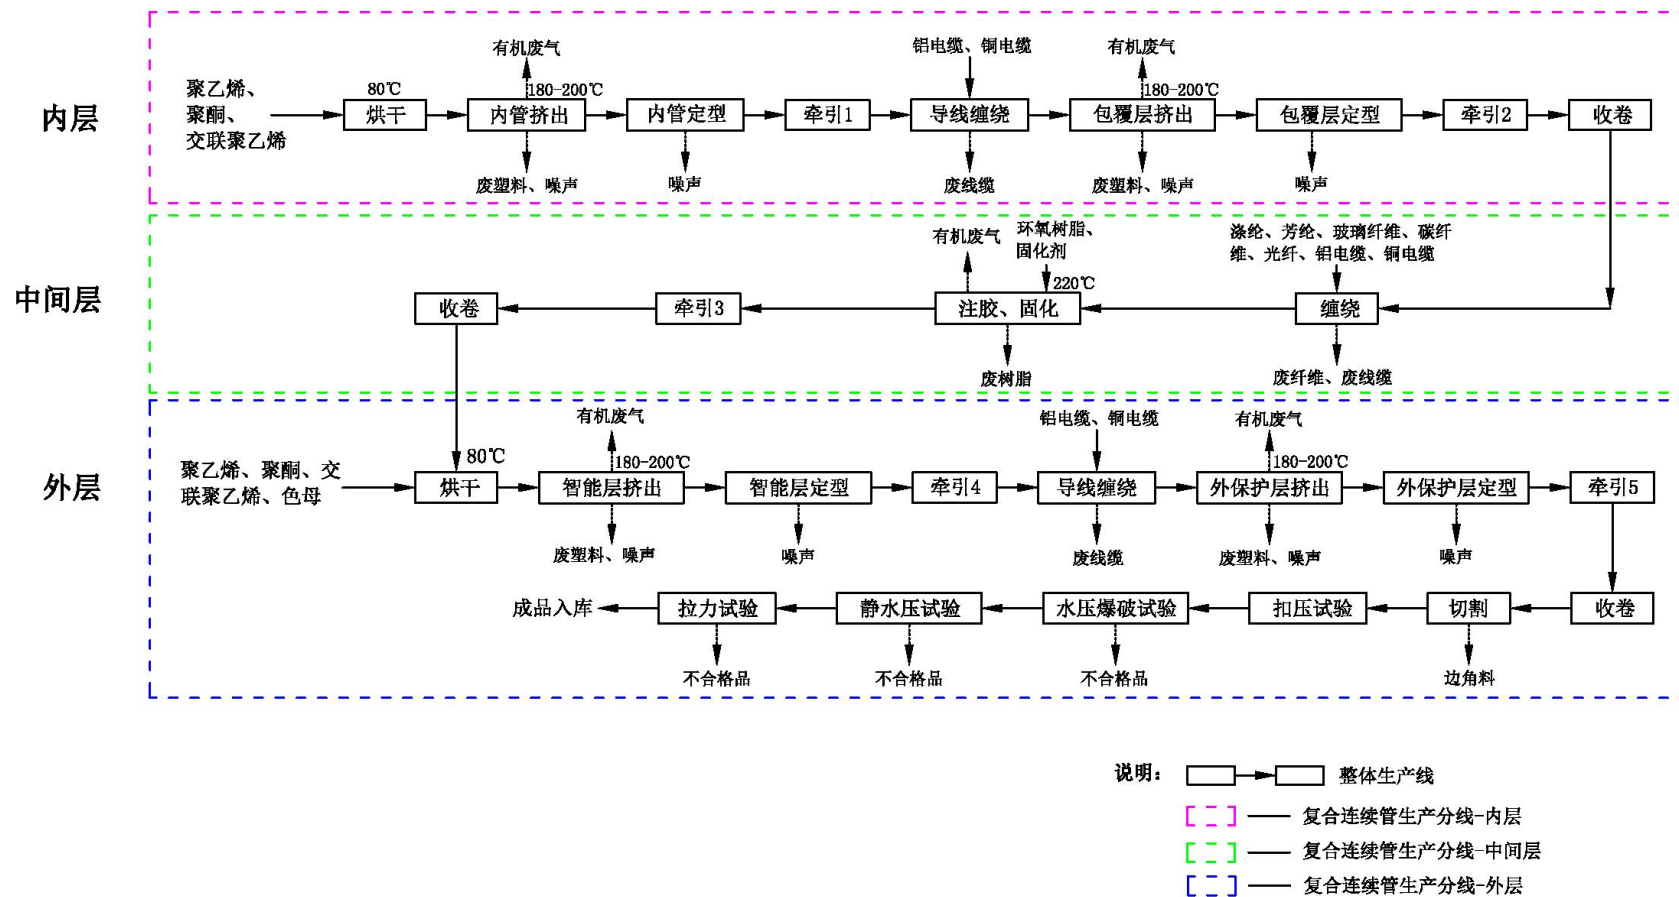 有机废气
铝电缆、铜电缆
有机废气
聚乙烯、
聚酮、
交联聚乙烯
80℃
180-200℃
180-200℃
内层
烘干
内管挤出
内管定型
牵引1
导线缠绕
包覆层挤出
包覆层定型
牵引2
收卷
废塑料、噪声
噪声
废线缆
废塑料、噪声
噪声
有机废气
环氧树脂、
固化剂
涤纶、芳纶、玻璃纤维、碳纤
维、光纤、铝电缆、铜电缆
220℃
中间层
收卷
牵引3
注胶、固化
缠绕
废树脂
废纤维、废线缆
有机废气
铝电缆、铜电缆
有机废气
80℃
180-200℃
180-200℃
聚乙烯、聚酮、交
联聚乙烯、色母
外层
烘干
智能层挤出
智能层定型
牵引4
导线缠绕
外保护层挤出
外保护层定型
牵引5
废塑料、噪声
噪声
废线缆
废塑料、噪声
噪声
成品入库
拉力试验
静水压试验
水压爆破试验
扣压试验
切割
收卷
不合格品
不合格品
不合格品
边角料
说明：
整体生产线
复合连续管生产分线-内层
复合连续管生产分线-中间层
复合连续管生产分线-外层